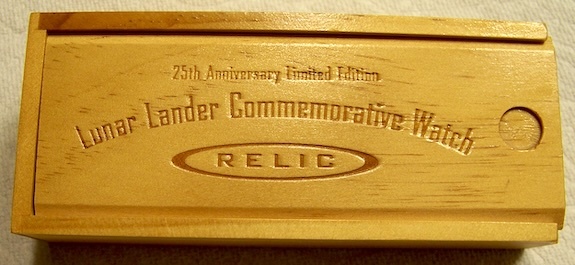 25th Anniversary Limited Edition
Lunar Lander Commemorative Watch
RELIC